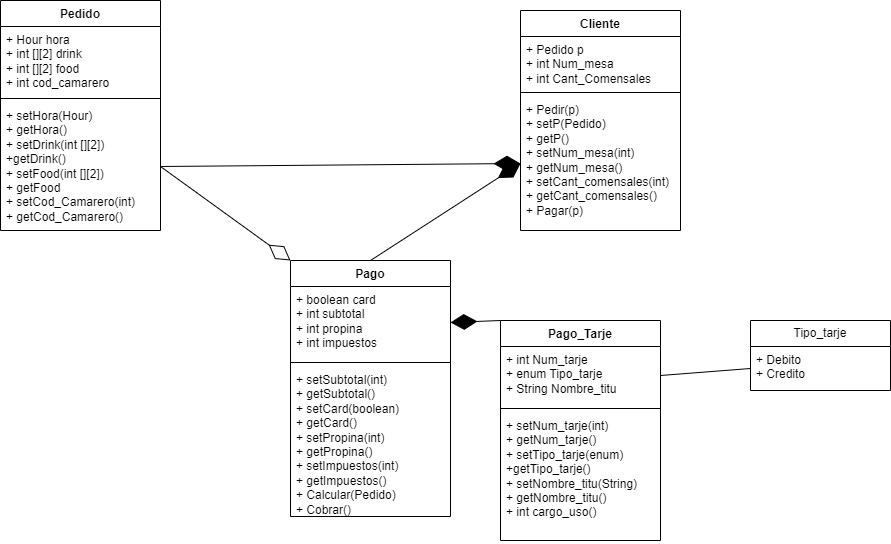 Pedido
+ Hour hora
+ int [][2] drink
+ int [][2] food
+ int cod_camarero
+ setHora(Hour)
+ getHora()
+ setDrink(int [][2])
+getDrink()
+ setFood(int [][2])
+ getFood
+ setCod_Camarero(int)
+ getCod_Camarero()
Cliente
+ Pedido p
+ int Num_mesa
+ int Cant_Comensales
+ Pedir(p)
+ setP(Pedido)
+ getP()
+ setNum_mesa(int)
+ getNum_mesa()
+ setCant_comensales(int)
+ getCant_comensales()
+ Pagar(p)
Pago
+ boolean card
+ int subtotal
+ int propina
+ int impuestos
+ setSubtotal(int)
+ getSubtotal()
+ setCard(boolean)
+ getCard()
+ setPropina(int)
+ getPropina()
+ setImpuestos(int)
+ getImpuestos()
+ Calcular(Pedido)
+ Cobrar()
Pago_Tarje
+ int Num_tarje
+ enum Tipo_tarje
+ String Nombre_titu
+ setNum_tarje(int)
+ getNum_tarje()
+ setTipo_tarje(enum)
+getTipo_tarje()
+ setNombre_titu(String)
+ getNombre_titu()
+ int cargo_uso()
Tipo_tarje
+ Debito
+ Credito